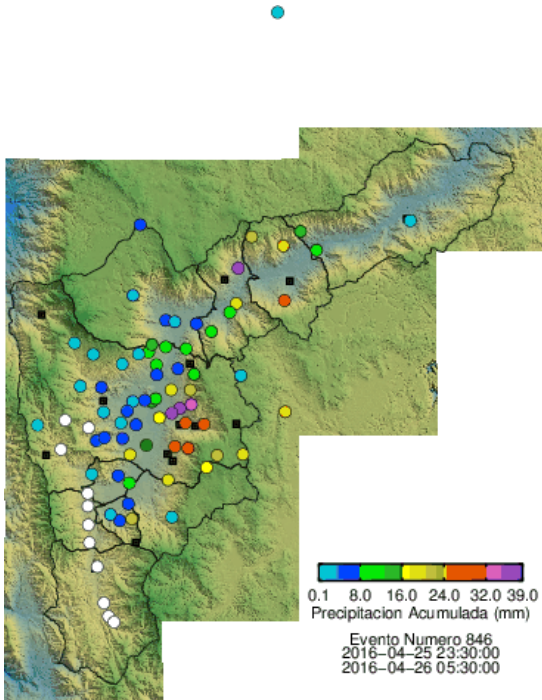 0.1 8.0 16.0 24.0 32.0 39.0
Precipitacion Acumulada (mm)
Evento Numero 846
2016−04−25 23:30:00
2016−04−26 05:30:00